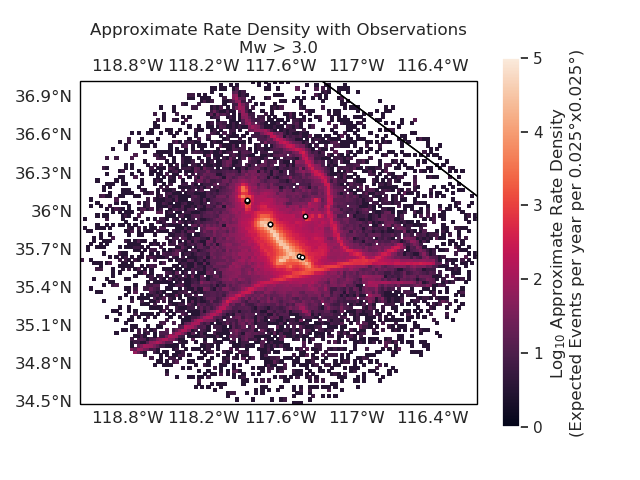 Approximate Rate Density with Observations
Mw > 3.0
118.8°W 118.2°W 117.6°W 117°W 116.4°W
36.9°N
36.6°N
36.3°N
36°N
35.7°N
35.4°N
35.1°N
34.8°N
34.5°N
118.8°W 118.2°W 117.6°W 117°W 116.4°W
5
4
3
2
1
0
Log₁₀ Approximate Rate Density
(Expected Events per year per 0.025°x0.025°)